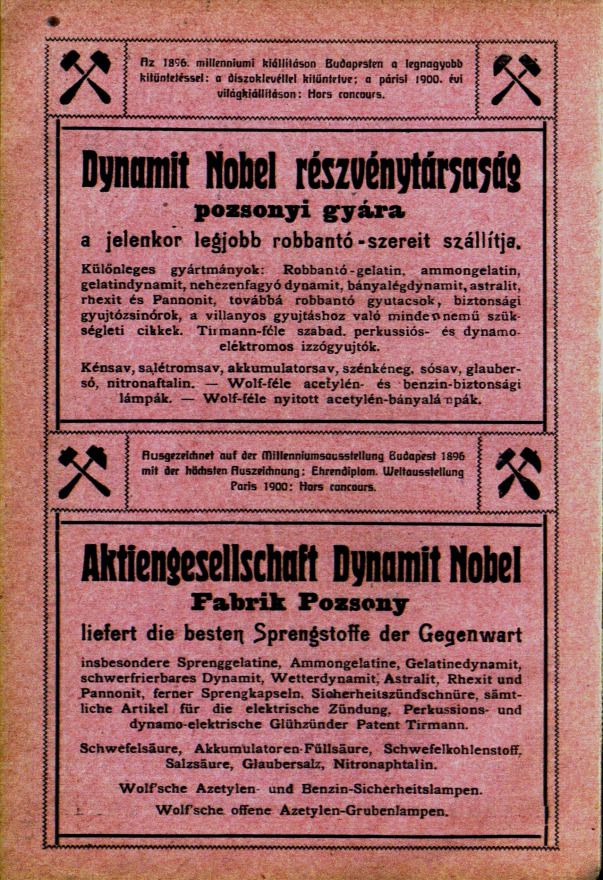 Az 1896. millenniumi kiállításon Budapesten a legnagyobb
kitüntetéssel: a díszoklevéllel kitüntetve; a párisi 1900. évi
világkiállításon: Hors concours.
Dynamit Nobel részvénytársaság
pozsonyi gyára
a jelenkor legjobb robbantó-szereit szállítja.
Különleges gyártmányok: Robbantó-gelatin, ammongelatin,
gelatindynamit, nehezenfagyó dynamit, bányalégdynamit, astralit,
rhexit és Pannonit, továbbá robbantó gyutacsok, biztonsági
gyujtózsinórok, a villanyos gyujtáshoz való mindennemű szük-
ségleti cikkek. Tirmann-féle szabad. perkussiós- és dynamo-
elektromos izzógyujtók.
Kénsav, salétromsav, akkumulatorsav, szénkéneg, sósav, glauber-
só, nitronaftalin. — Wolf-féle acetylén- és benzin-biztonsági
lámpák. — Wolf-féle nyitott acetylén-bányalámpák.
Ausgezeichnet auf der Millenniumsausstellung Budapest 1896
mit der höchsten Auszeichnung: Ehrendiplom. Weltausstellung
Paris 1900: Hors concours.
Aktiengesellschaft Dynamit Nobel
Fabrik Pozsony
liefert die besten Sprengstoffe der Gegenwart
insbesondere Sprenggelatine, Ammongelatine, Gelatinedynamit,
schwerfrierbares Dynamit, Wetterdynamit, Astralit, Rhexit und
Pannonit, ferner Sprengkapseln, Sicherheitszündschnüre, sämt-
liche Artikel für die elektrische Zündung, Perkussions- und
dynamo-elektrische Glühzünder Patent Tirmann.
Schwefelsäure, Akkumulatoren-Füllsäure, Schwefelkohlenstoff,
Salzsäure, Glaubersalz, Nitronaphtalin.
Wolf'sche Azetylen- und Benzin-Sicherheitslampen.
Wolf'sche offene Azetylen-Grubenlampen.